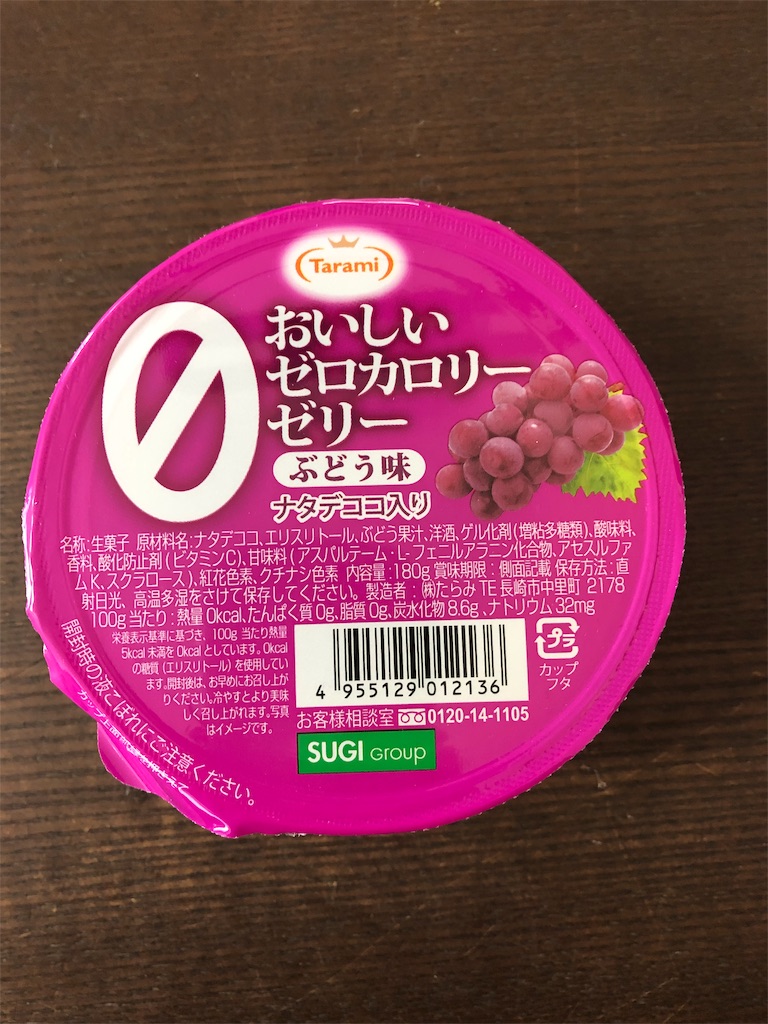 Tarami
0
おいしい
ゼロカロリー
ゼリー
ぶどう味
ナタデココ入り
名称:生菓子 原材料名:ナタデココ、エリスリトール、ぶどう果汁、洋酒、ゲル化剤(増粘多糖類)、酸味料、
香料、酸化防止剤(ビタミンC)、甘味料(アスパルテーム・L-フェニルアラニン化合物、アセスルファ
ムK、スクラロース)、紅花色素、クチナシ色素 内容量:180g 賞味期限:側面記載 保存方法:直
射日光、高温多湿をさけて保存してください。製造者:㈱たらみ TE 長崎市中里町 2178
100g当たり:熱量 0kcal、たんぱく質 0g、脂質 0g、炭水化物 8.6g、ナトリウム 32mg
栄養表示基準に基づき、100g 当たり熱量
5kcal 未満を 0kcal としています。0kcal
の糖質(エリスリトール)を使用してい
ます。開封後は、お早めにお召し上が
りください。冷やすとより美味
しく召し上がれます。写真
はイメージです。
4 955129 012136
プラ
カップ
フタ
お客様相談室 0120-14-1105
SUGI Group
開封時の液こぼれにご注意ください。